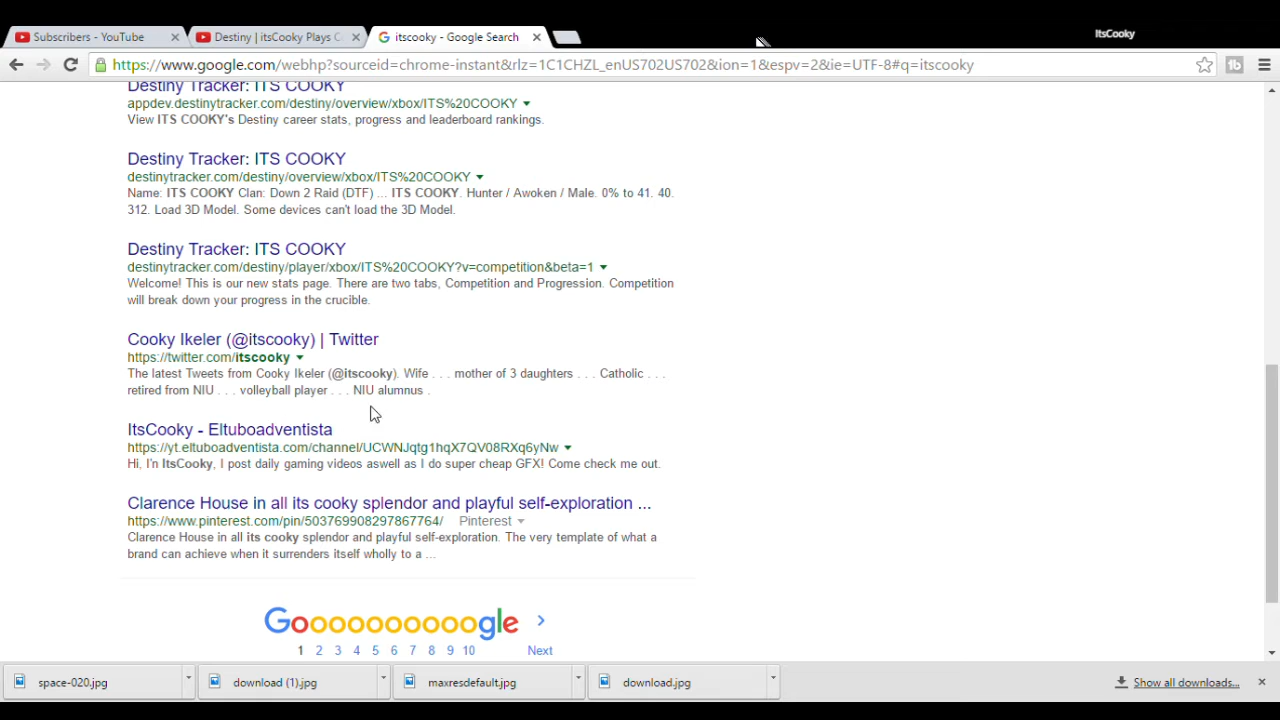 Subscribers - YouTube
Destiny | itsCooky Plays C
itscooky - Google Search
ItsCooky
https://www.google.com/webhp?sourceid=chrome-instant&rlz=1C1CHZL_enUS702US702&ion=1&espv=2&ie=UTF-8#q=itscooky
Destiny Tracker: ITS COOKY
appdev.destinytracker.com/destiny/overview/xbox/ITS%20COOKY
View ITS COOKY's Destiny career stats, progress and leaderboard rankings.
Destiny Tracker: ITS COOKY
destinytracker.com/destiny/overview/xbox/ITS%20COOKY
Name: ITS COOKY Clan: Down 2 Raid (DTF) ... ITS COOKY. Hunter / Awoken / Male. 0% to 41. 40.
312. Load 3D Model. Some devices can't load the 3D Model.
Destiny Tracker: ITS COOKY
destinytracker.com/destiny/player/xbox/ITS%20COOKY?v=competition&beta=1
Welcome! This is our new stats page. There are two tabs, Competition and Progression. Competition
will break down your progress in the crucible.
Cooky Ikeler (@itscooky) | Twitter
https://twitter.com/itscooky
The latest Tweets from Cooky Ikeler (@itscooky). Wife . . . mother of 3 daughters . . . Catholic . . .
retired from NIU . . . volleyball player . . . NIU alumnus .
ItsCooky - Eltuboadventista
https://yt.eltuboadventista.com/channel/UCWNJqtg1hqX7QV08RXq6yNw
Hi, I'n ItsCooky, I post daily gaming videos aswell as I do super cheap GFX! Come check me out.
Clarence House in all its cooky splendor and playful self-exploration ...
https://www.pinterest.com/pin/503769908297867764/ Pinterest
Clarence House in all its cooky splendor and playful self-exploration. The very template of what a
brand can achieve when it surrenders itself wholly to a ...
Goooooooooogle >
1 2 3 4 5 6 7 8 9 10 Next
space-020.jpg
download (1).jpg
maxresdefault.jpg
download.jpg
Show all downloads...